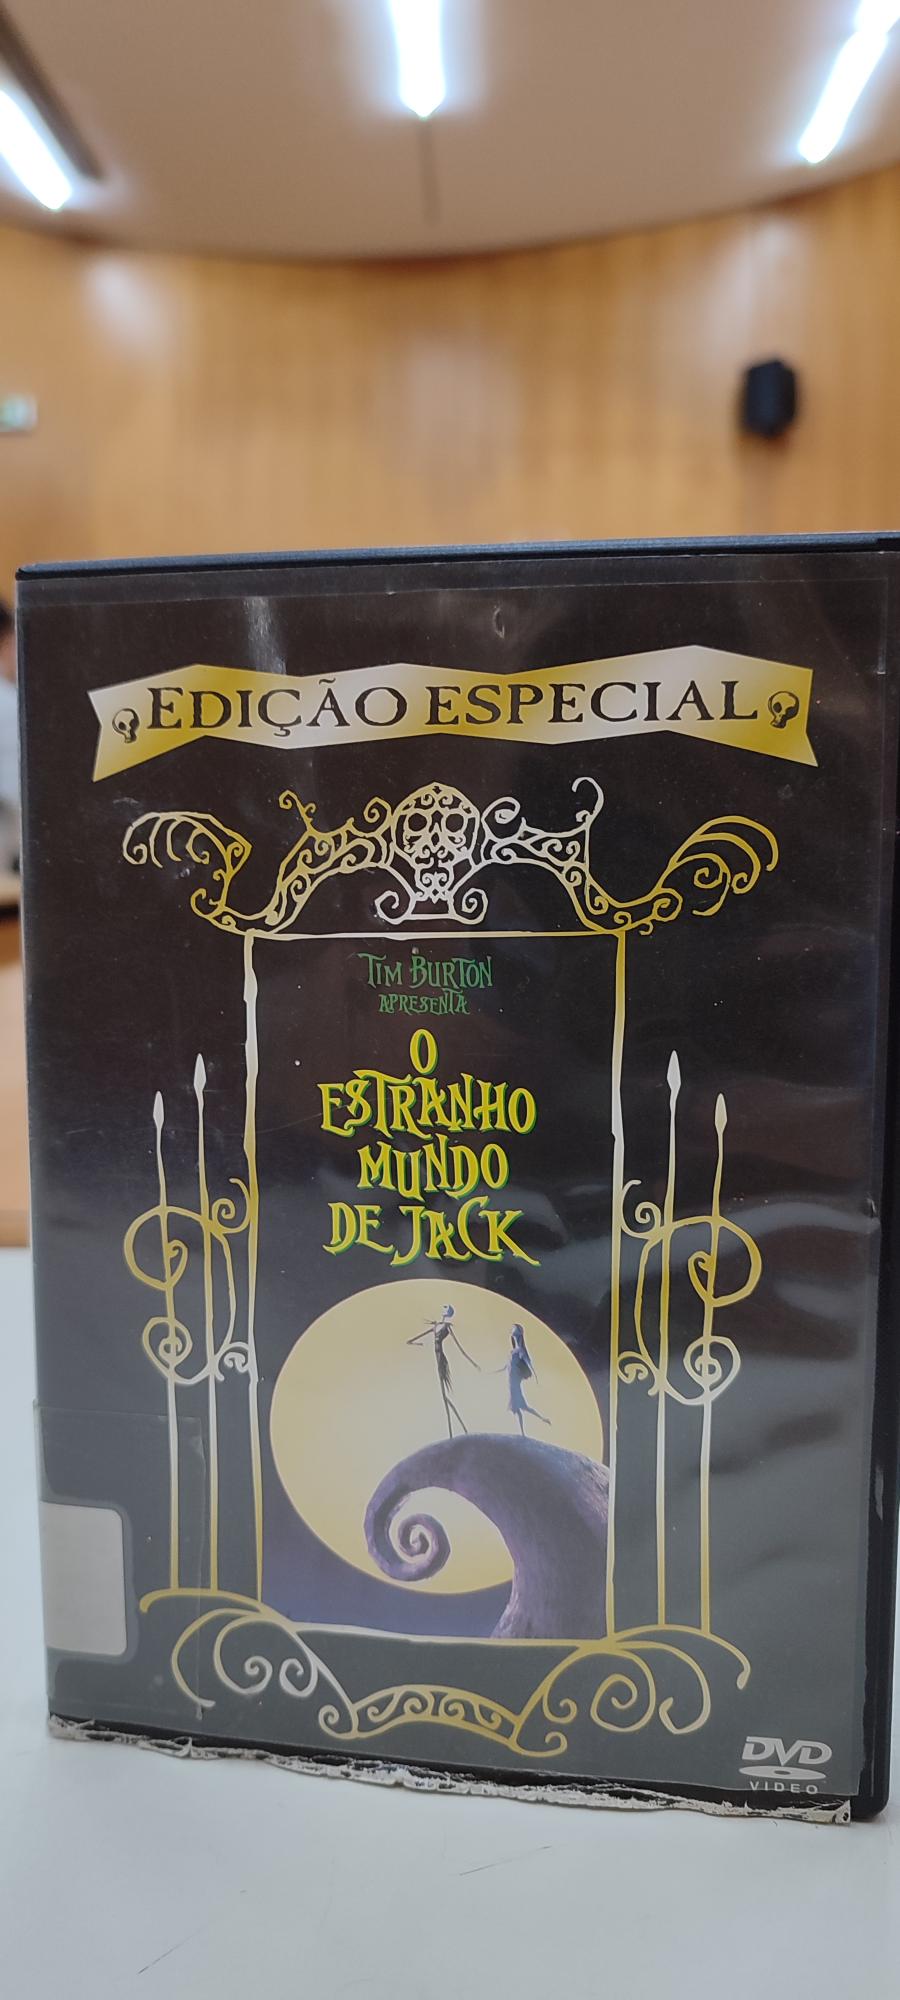 EDIÇÃO ESPECIAL
TIM BURTON
APRESENTA
O
ESTRANHO
MUNDO
DE JACK
DVD
VIDEO